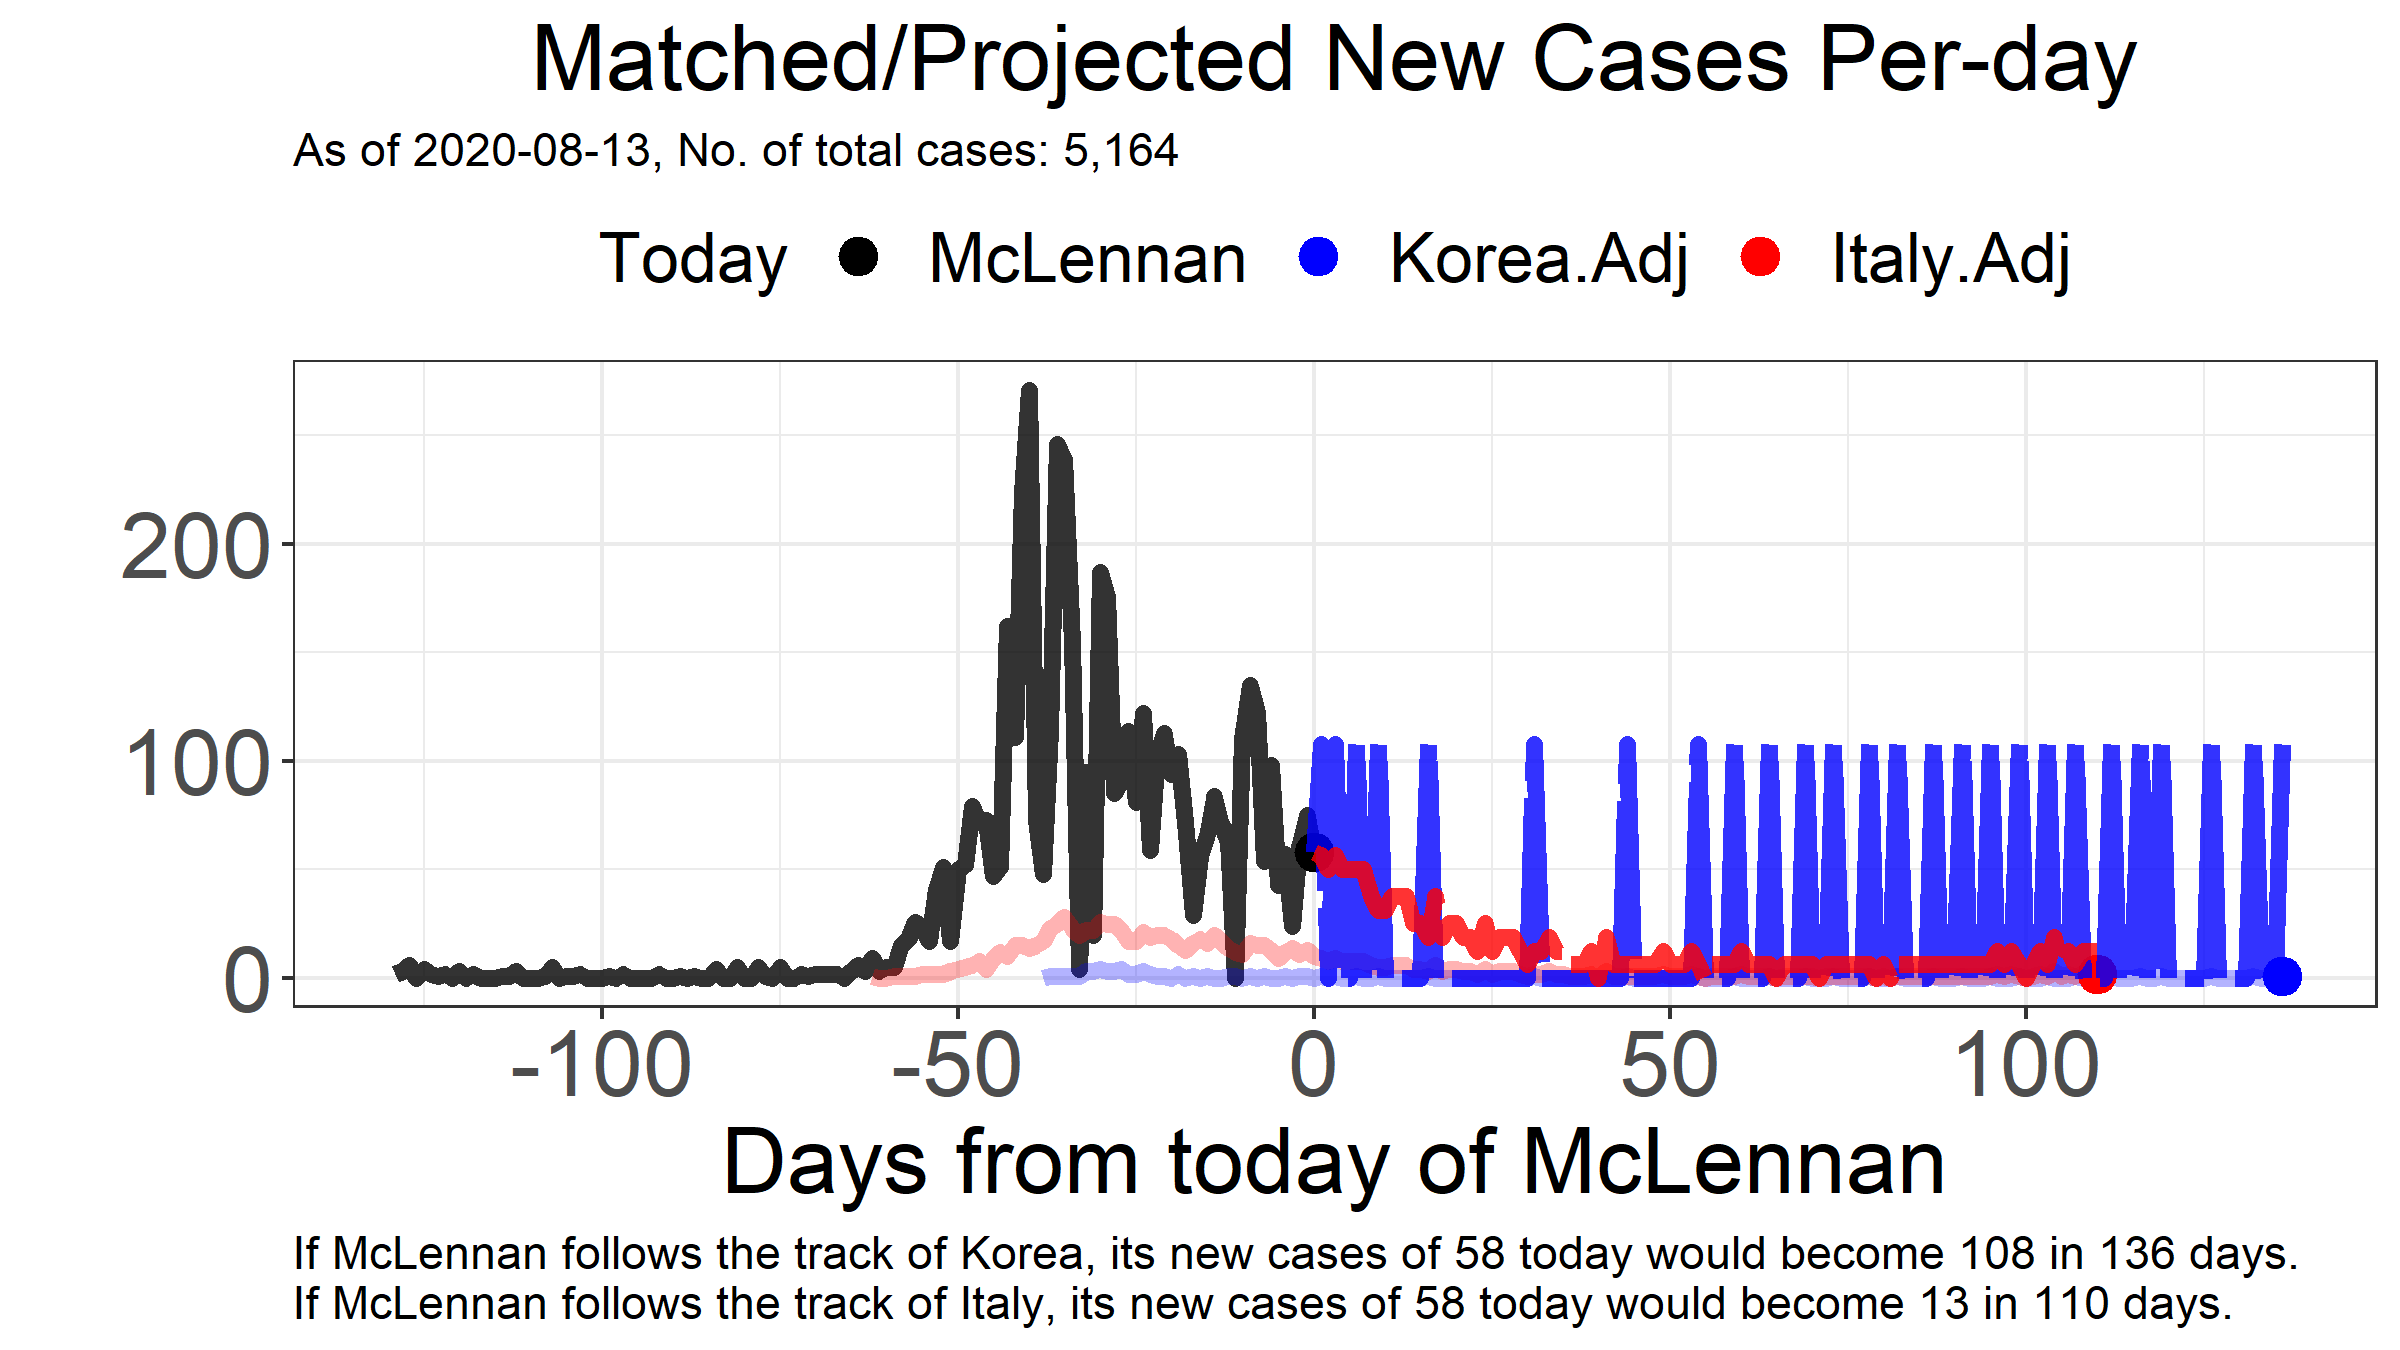 Matched/Projected New Cases Per-day
As of 2020-08-13, No. of total cases: 5,164
Today McLennan Korea.Adj Italy.Adj
200
100
0
-100 -50 0 50 100
Days from today of McLennan
If McLennan follows the track of Korea, its new cases of 58 today would become 108 in 136 days.
If McLennan follows the track of Italy, its new cases of 58 today would become 13 in 110 days.